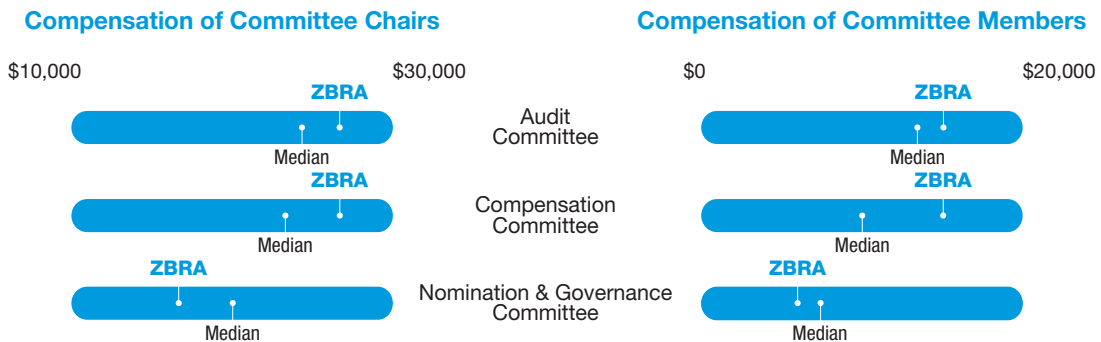 Compensation of Committee Chairs
Compensation of Committee Members
$10,000
$30,000
$0
$20,000
ZBRA
ZBRA
Audit
Committee
Median
Median
ZBRA
ZBRA
Compensation
Committee
Median
Median
ZBRA
ZBRA
Nomination & Governance
Committee
Median
Median